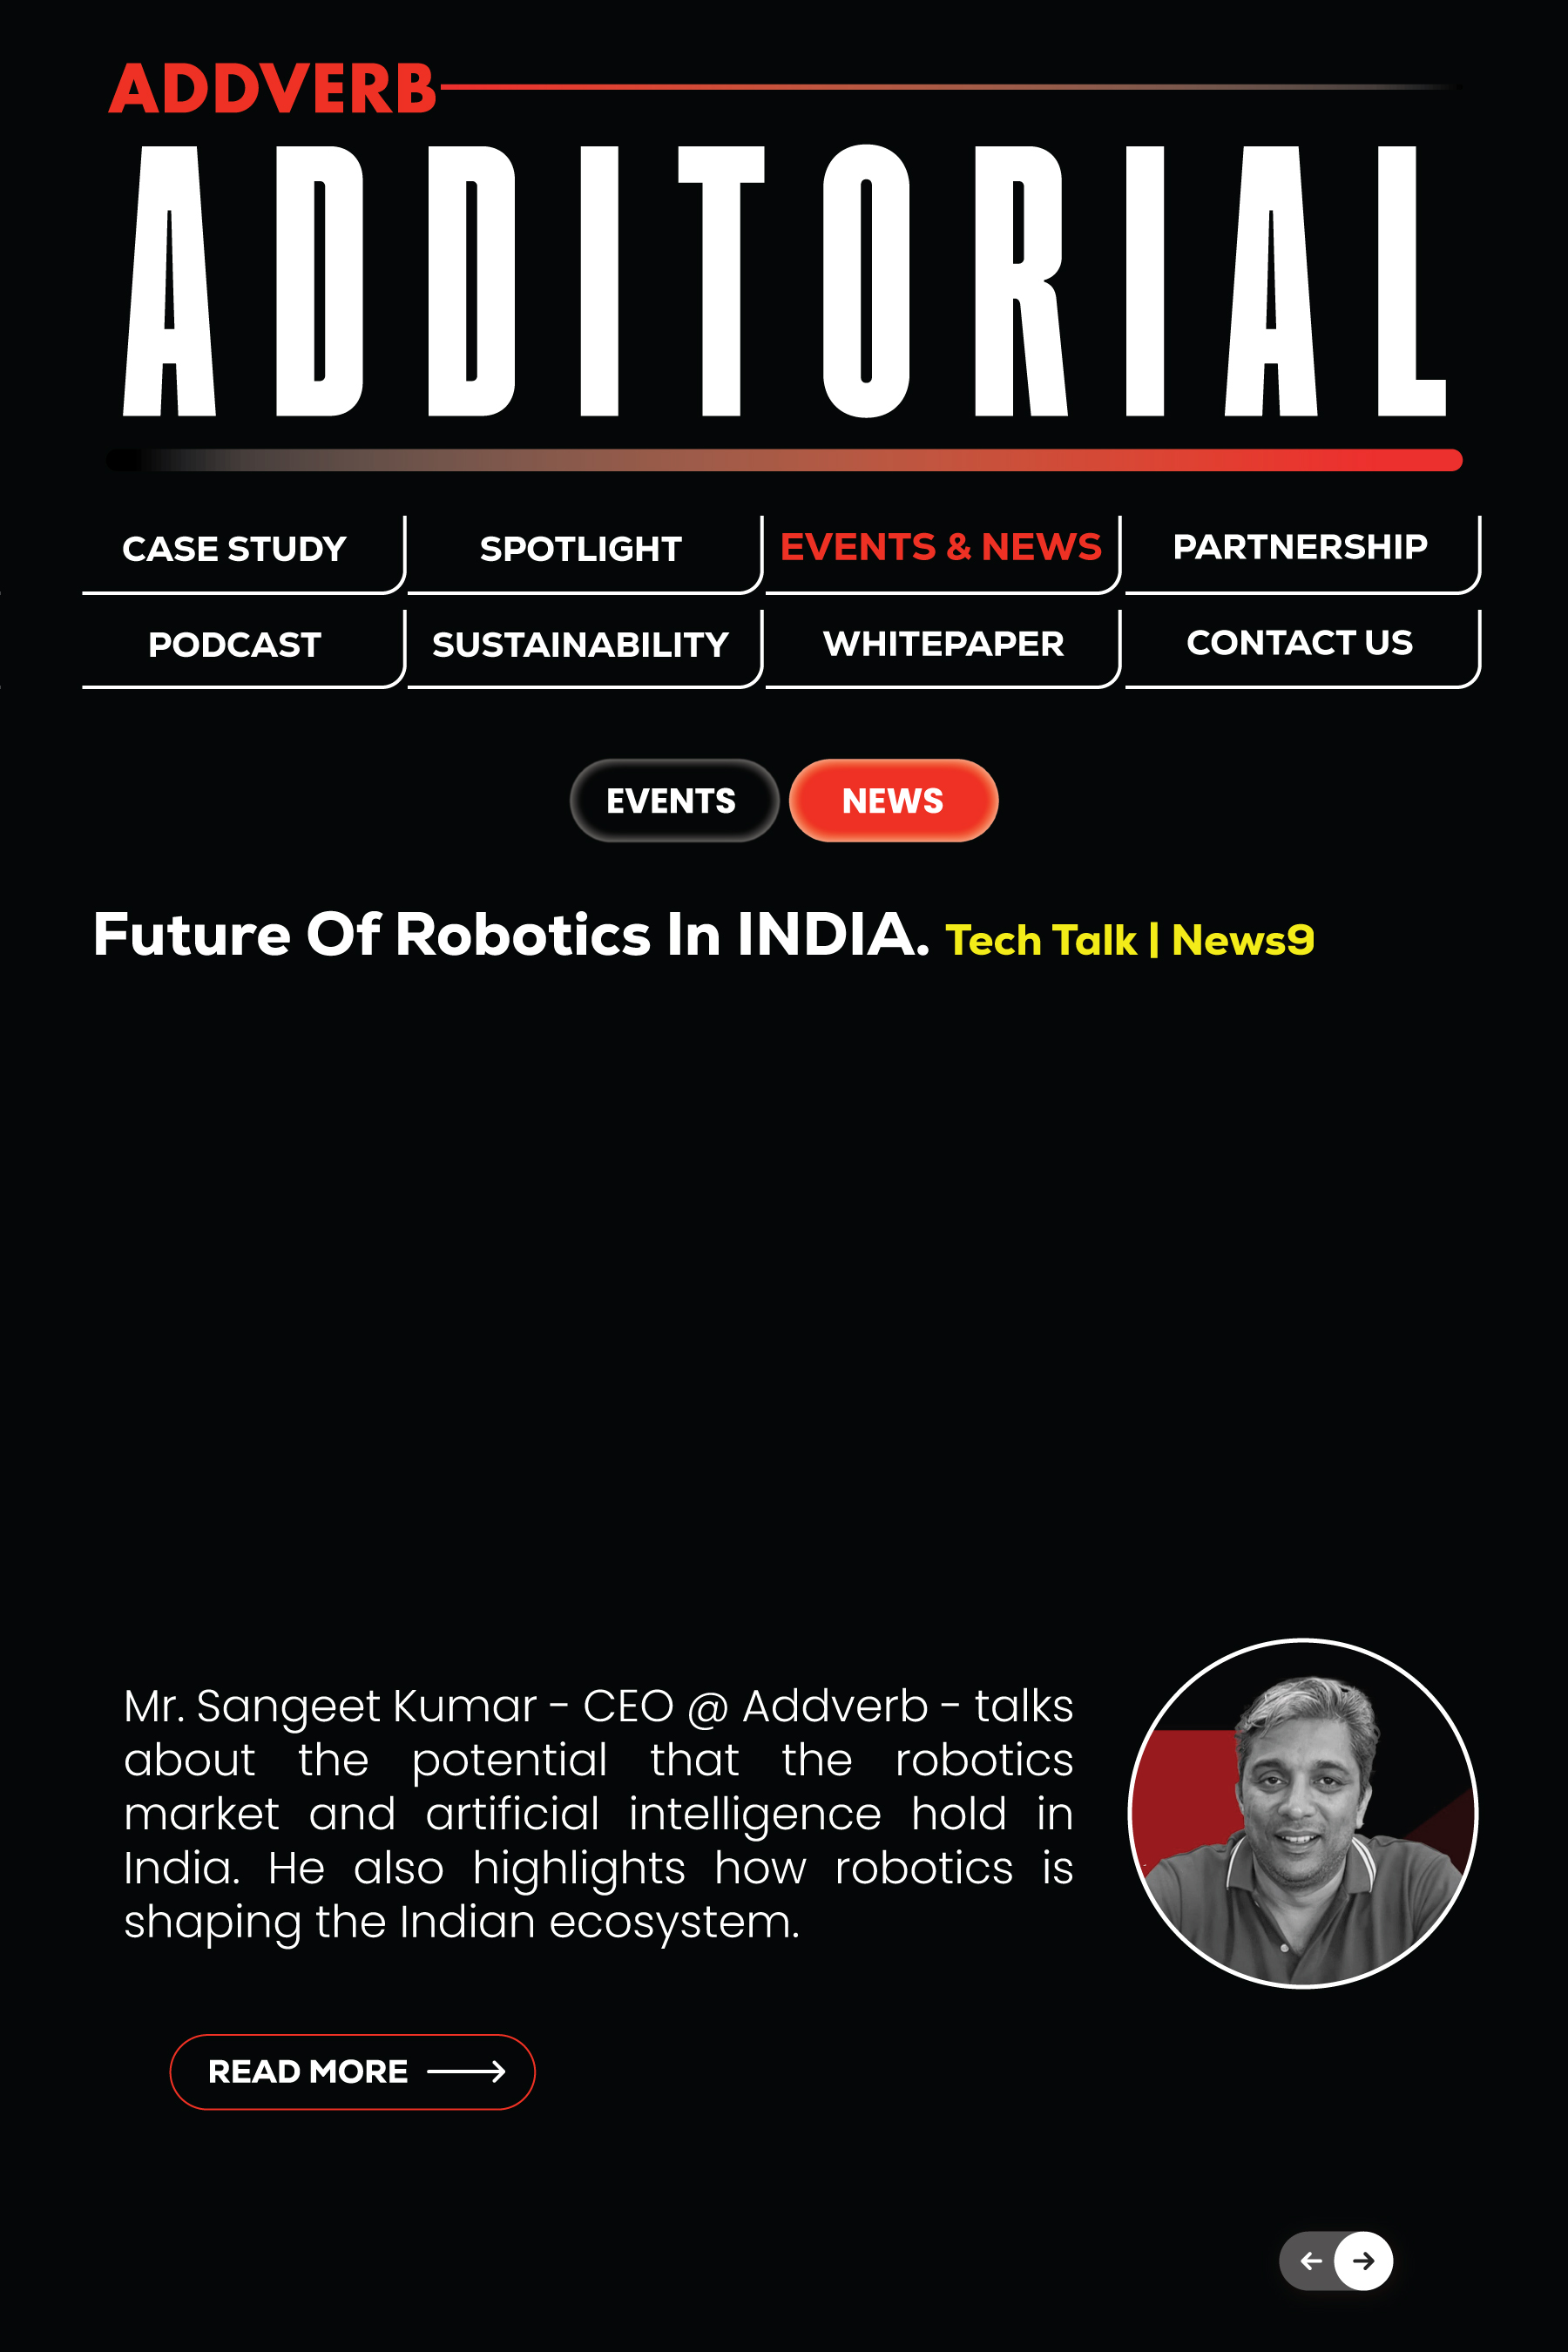 ADDVERB
ADDITORIAL
CASE STUDY
SPOTLIGHT
EVENTS & NEWS
PARTNERSHIP
PODCAST
SUSTAINABILITY
WHITEPAPER
CONTACT US
EVENTS
NEWS
Future Of Robotics In INDIA. Tech Talk | News9
Mr. Sangeet Kumar - CEO @ Addverb - talks
about the potential that the robotics
market and artificial intelligence hold in
India. He also highlights how robotics is
shaping the Indian ecosystem.
READ MORE